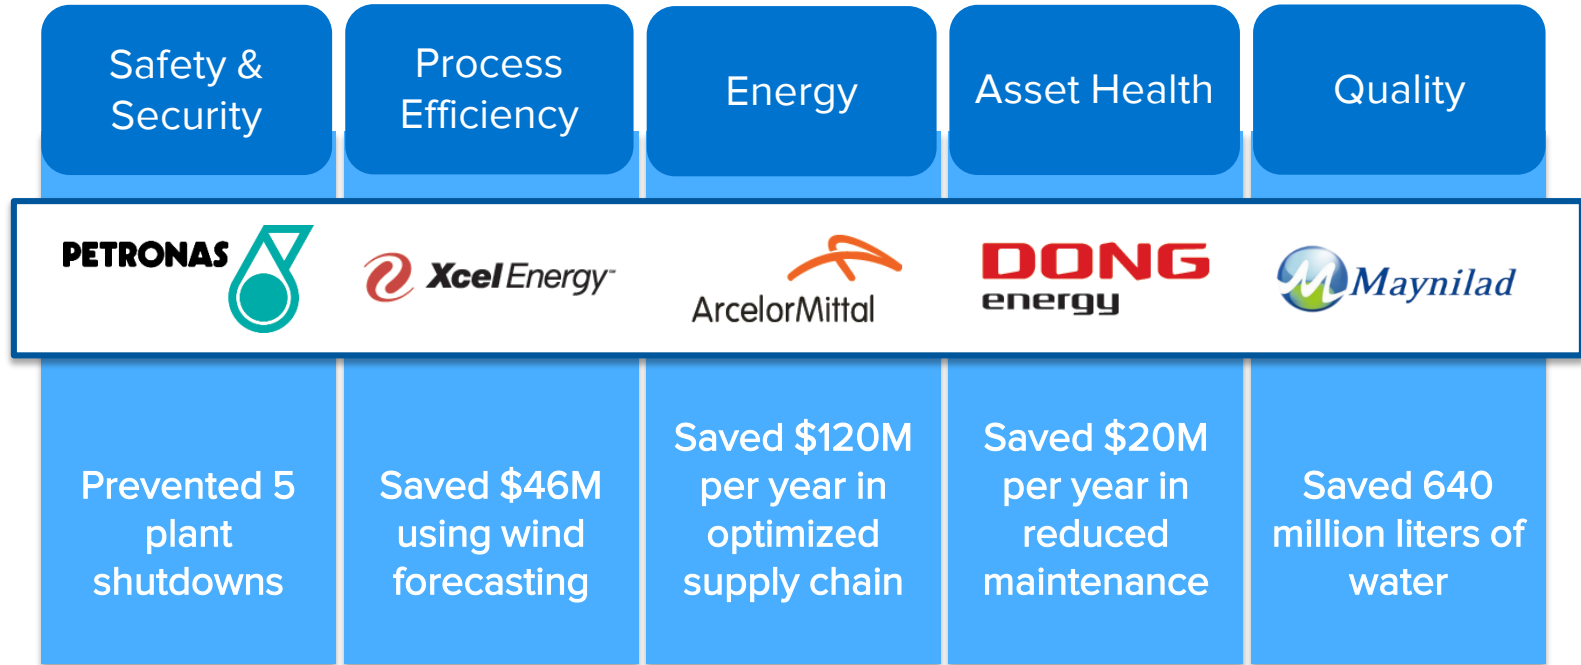 Safety &
Security
Process
Efficiency
Energy
Asset Health
Quality
PETRONAS
Xcel Energy™
ArcelorMittal
DONG
energy
Maynilad
Prevented 5
plant
shutdowns
Saved $46M
using wind
forecasting
Saved $120M
per year in
optimized
supply chain
Saved $20M
per year in
reduced
maintenance
Saved 640
million liters of
water